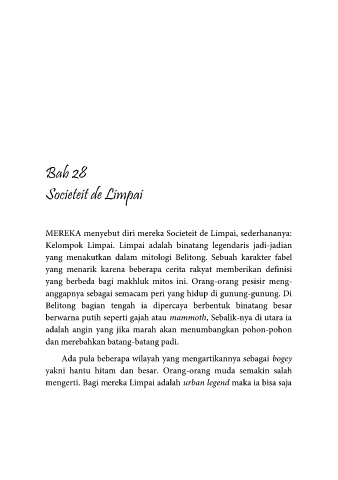 Bab 28
Societeit de Limpai
MEREKA menyebut diri mereka Societeit de Limpai, sederhananya:
Kelompok Limpai. Limpai adalah binatang legendaris jadi-jadian
yang menakutkan dalam mitologi Belitong. Sebuah karakter fabel
yang menarik karena beberapa cerita rakyat memberikan definisi
yang berbeda bagi makhluk mitos ini. Orang-orang pesisir meng-
anggapnya sebagai semacam peri yang hidup di gunung-gunung. Di
Belitong bagian tengah ia dipercaya berbentuk binatang besar
berwarna putih seperti gajah atau mammoth, Sebalik-nya di utara ia
adalah angin yang jika marah akan menumbangkan pohon-pohon
dan merebahkan batang-batang padi.
Ada pula beberapa wilayah yang mengartikannya sebagai bogey
yakni hantu hitam dan besar. Orang-orang muda semakin salah
mengerti. Bagi mereka Limpai adalah urban legend maka ia bisa saja